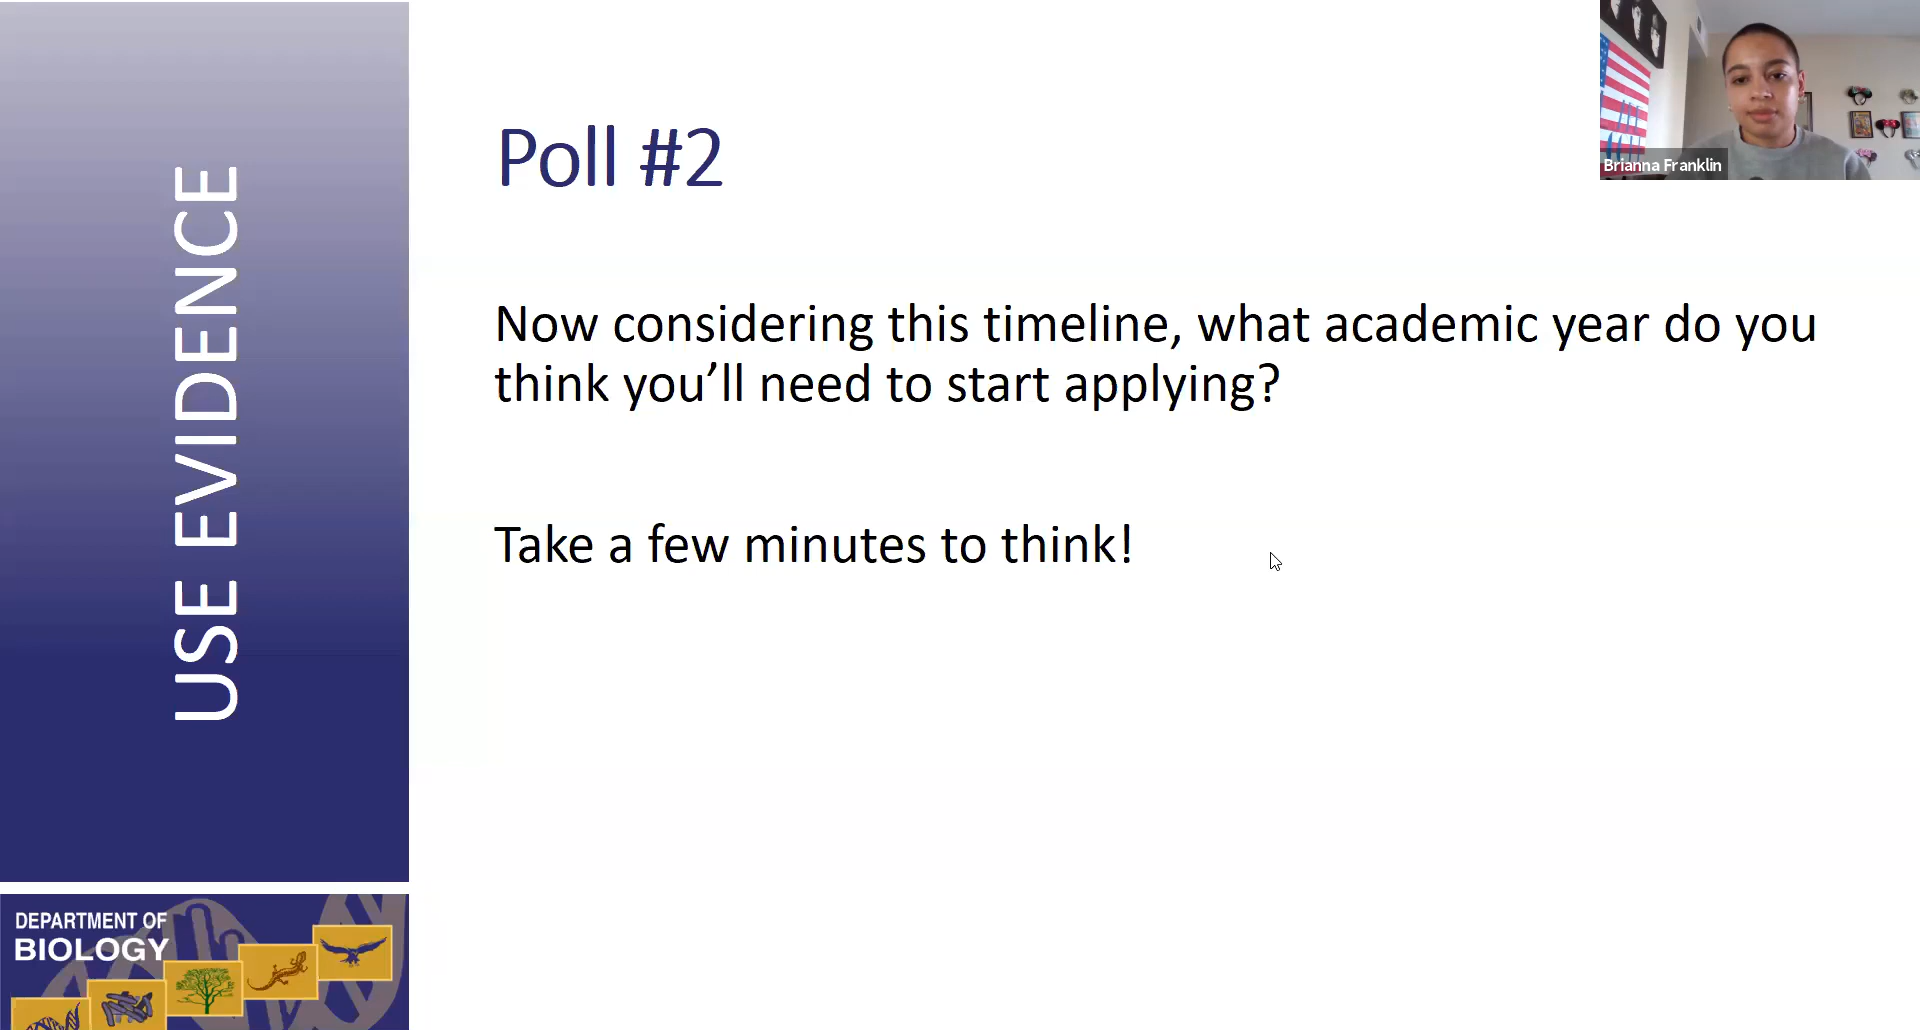 USE EVIDENCE
Poll #2
Now considering this timeline, what academic year do you
think you’ll need to start applying?
Take a few minutes to think!
Brianna Franklin
DEPARTMENT OF
BIOLOGY